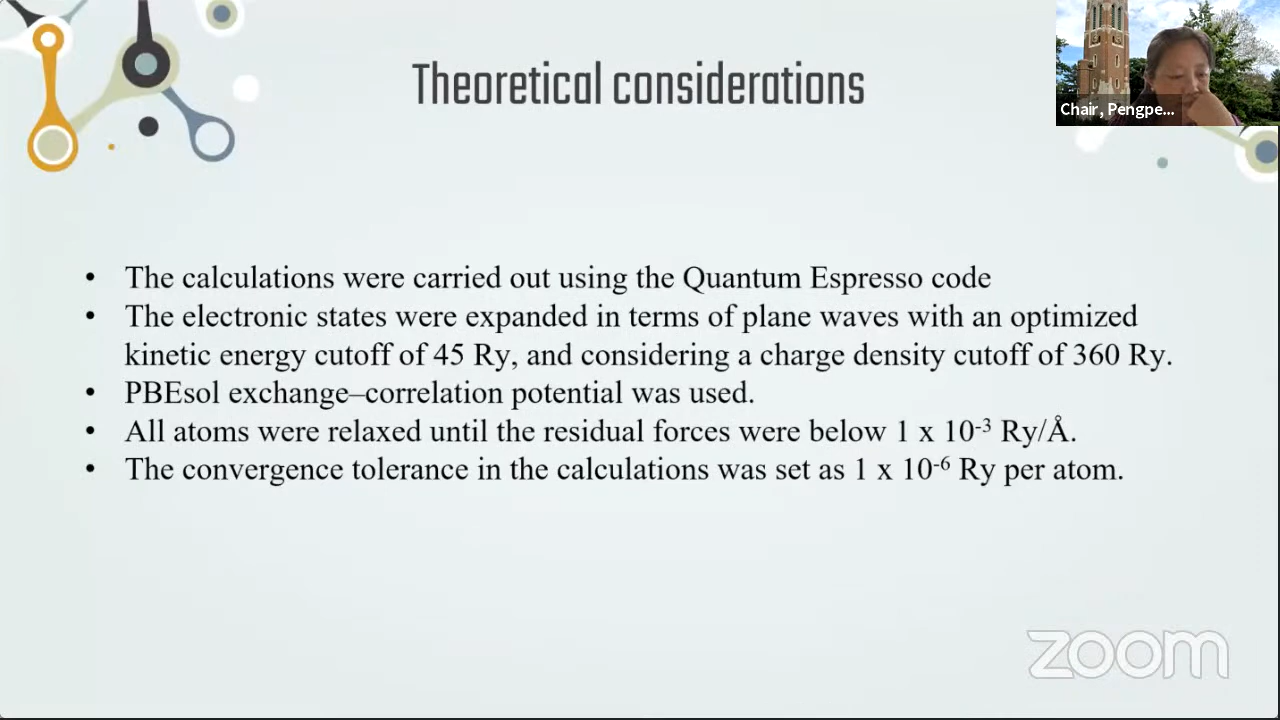 Theoretical considerations
Chair, Pengpe...
• The calculations were carried out using the Quantum Espresso code
• The electronic states were expanded in terms of plane waves with an optimized
kinetic energy cutoff of 45 Ry, and considering a charge density cutoff of 360 Ry.
• PBEsol exchange–correlation potential was used.
• All atoms were relaxed until the residual forces were below 1 x 10⁻³ Ry/Å.
• The convergence tolerance in the calculations was set as 1 x 10⁻⁶ Ry per atom.
zoom